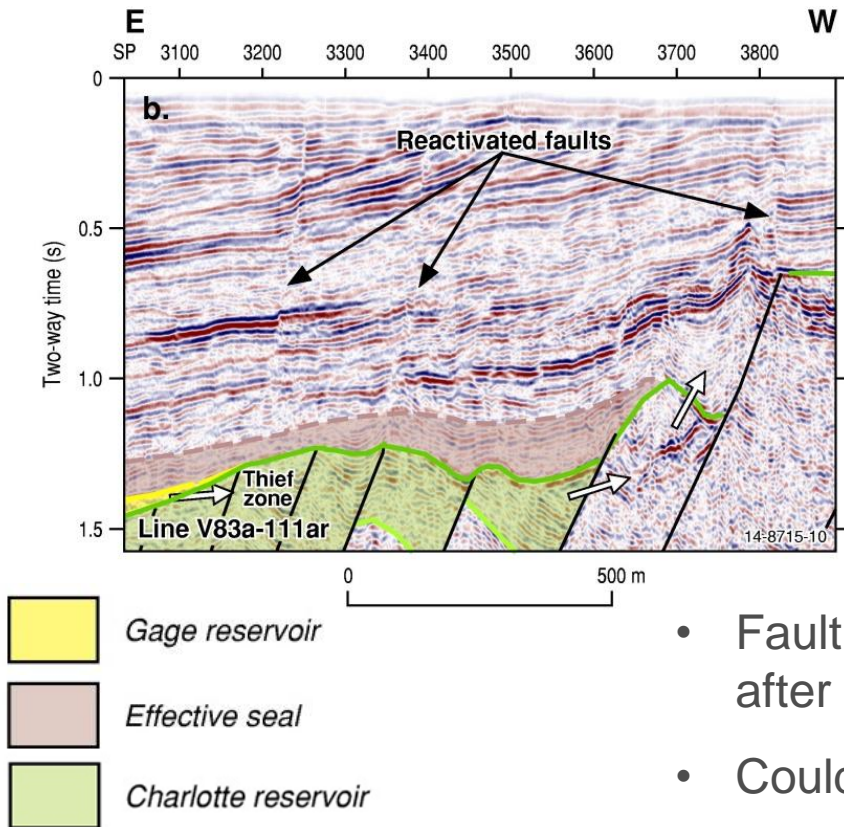 E W
SP 3100 3200 3300 3400 3500 3600 3700 3800
0
b.
Reactivated faults
0.5
Two-way time (s)
1.0
Thief
zone
1.5
Line V83a-111ar
14-8715-10
0 500 m
Gage reservoir
Effective seal
Charlotte reservoir
• Fault
after
• Could